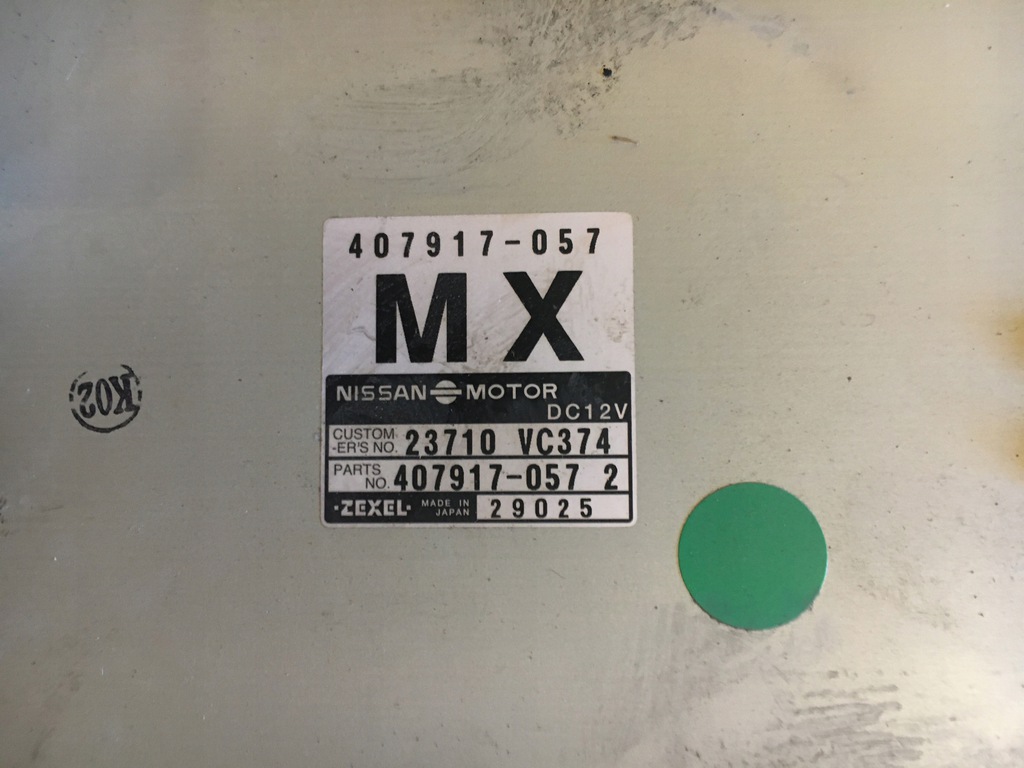 407917-057
MX
NISSAN MOTOR
DC12V
CUSTOM-
-ER'S NO. 23710 VC374
PARTS NO. 407917-057 2
·ZEXEL· MADE IN JAPAN 29025
K02